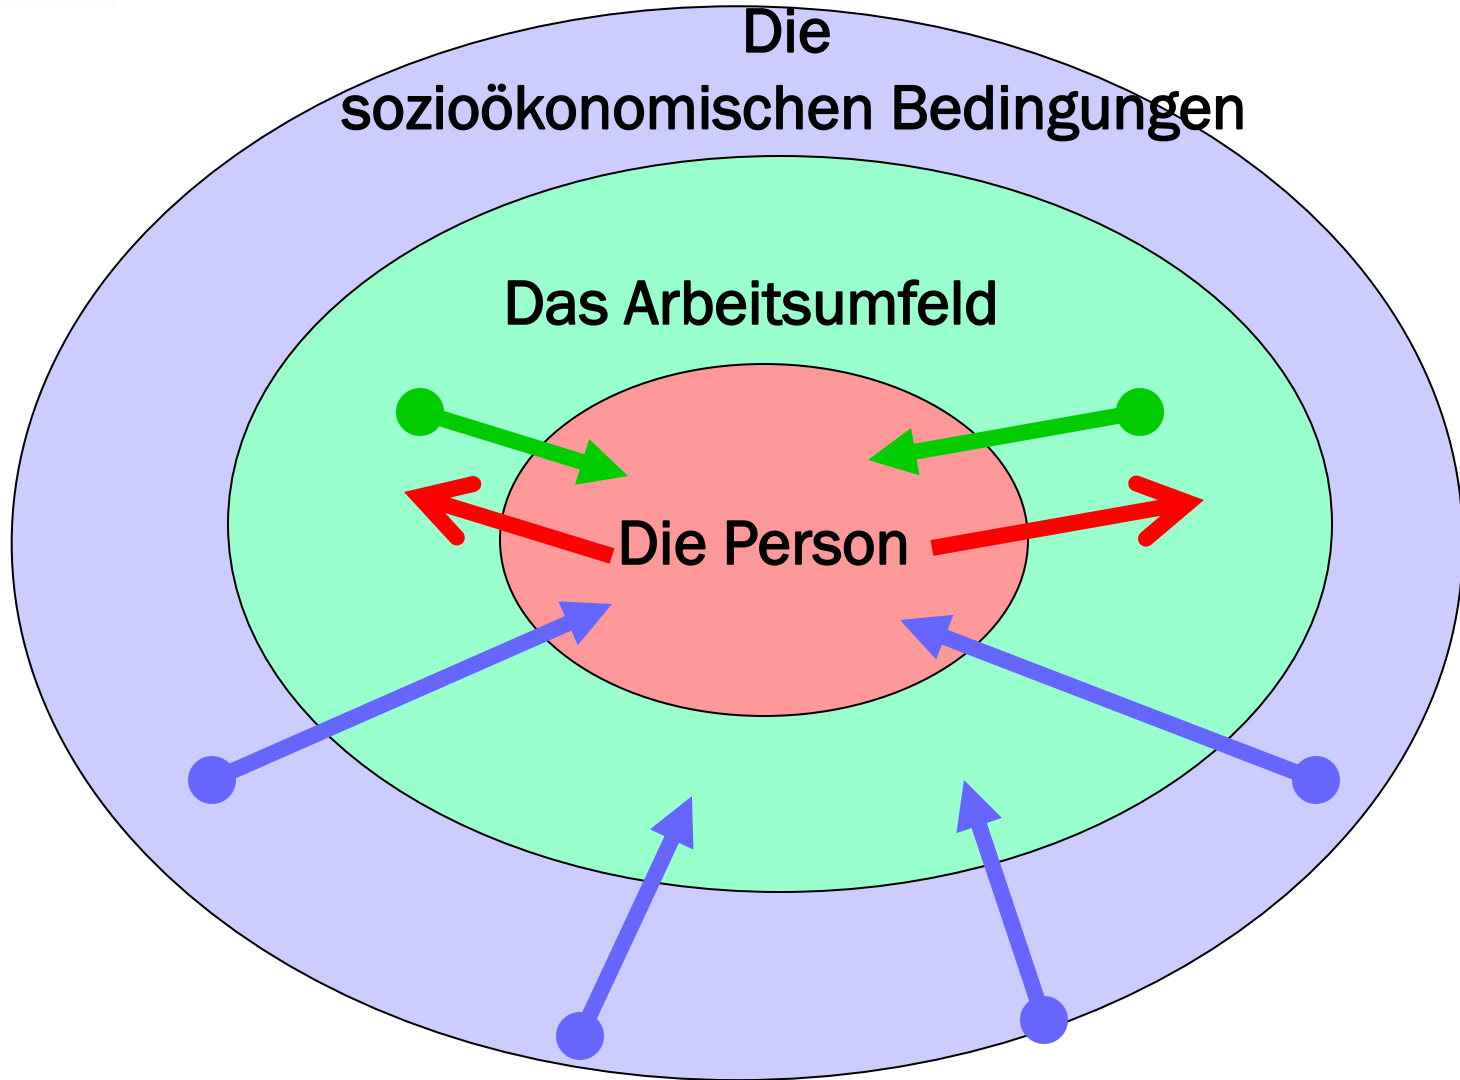 Die
sozioökonomischen Bedingungen
Das Arbeitsumfeld
Die Person